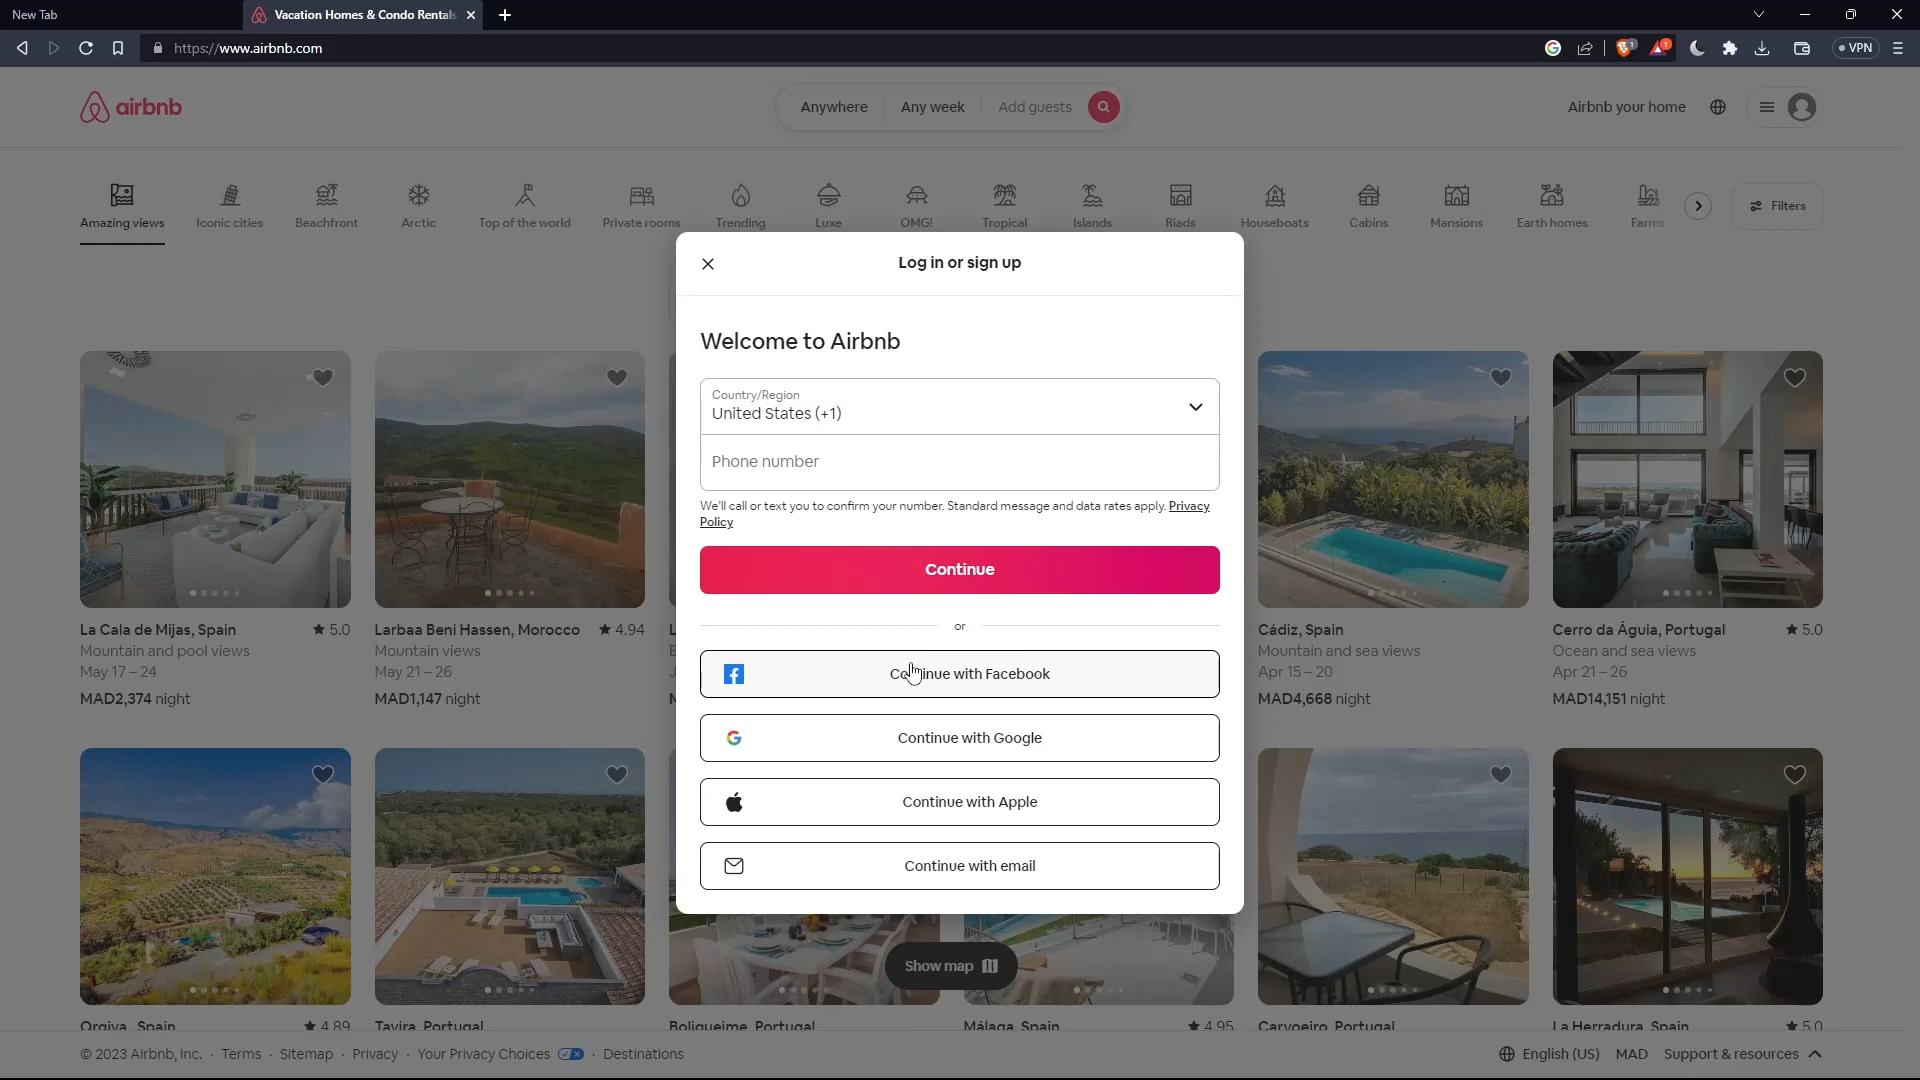 New Tab
Vacation Homes & Condo Rentals
https://www.airbnb.com
1
1
VPN
airbnb
Anywhere
Any week
Add guests
Airbnb your home
Amazing views
Iconic cities
Beachfront
Arctic
Top of the world
Private rooms
Trending
Luxe
OMG!
Tropical
Islands
Riads
Houseboats
Cabins
Mansions
Earth homes
Farms
Filters
Log in or sign up
Welcome to Airbnb
Country/Region
United States (+1)
Phone number
We'll call or text you to confirm your number. Standard message and data rates apply. Privacy
Policy
Continue
or
Continue with Facebook
Continue with Google
Continue with Apple
Continue with email
La Cala de Mijas, Spain
5.0
Mountain and pool views
May 17 – 24
MAD2,374 night
Larbaa Beni Hassen, Morocco
4.94
Mountain views
May 21 – 26
MAD1,147 night
Cádiz, Spain
Mountain and sea views
Apr 15 – 20
MAD4,668 night
Cerro da Águia, Portugal
5.0
Ocean and sea views
Apr 21 – 26
MAD14,151 night
Show map
Orgiva, Spain
4.89
Tavira, Portugal
Boliqueime, Portugal
Málaga, Spain
4.95
Carvoeiro, Portugal
La Herradura, Spain
5.0
© 2023 Airbnb, Inc. · Terms · Sitemap · Privacy · Your Privacy Choices · Destinations
English (US)
MAD
Support & resources